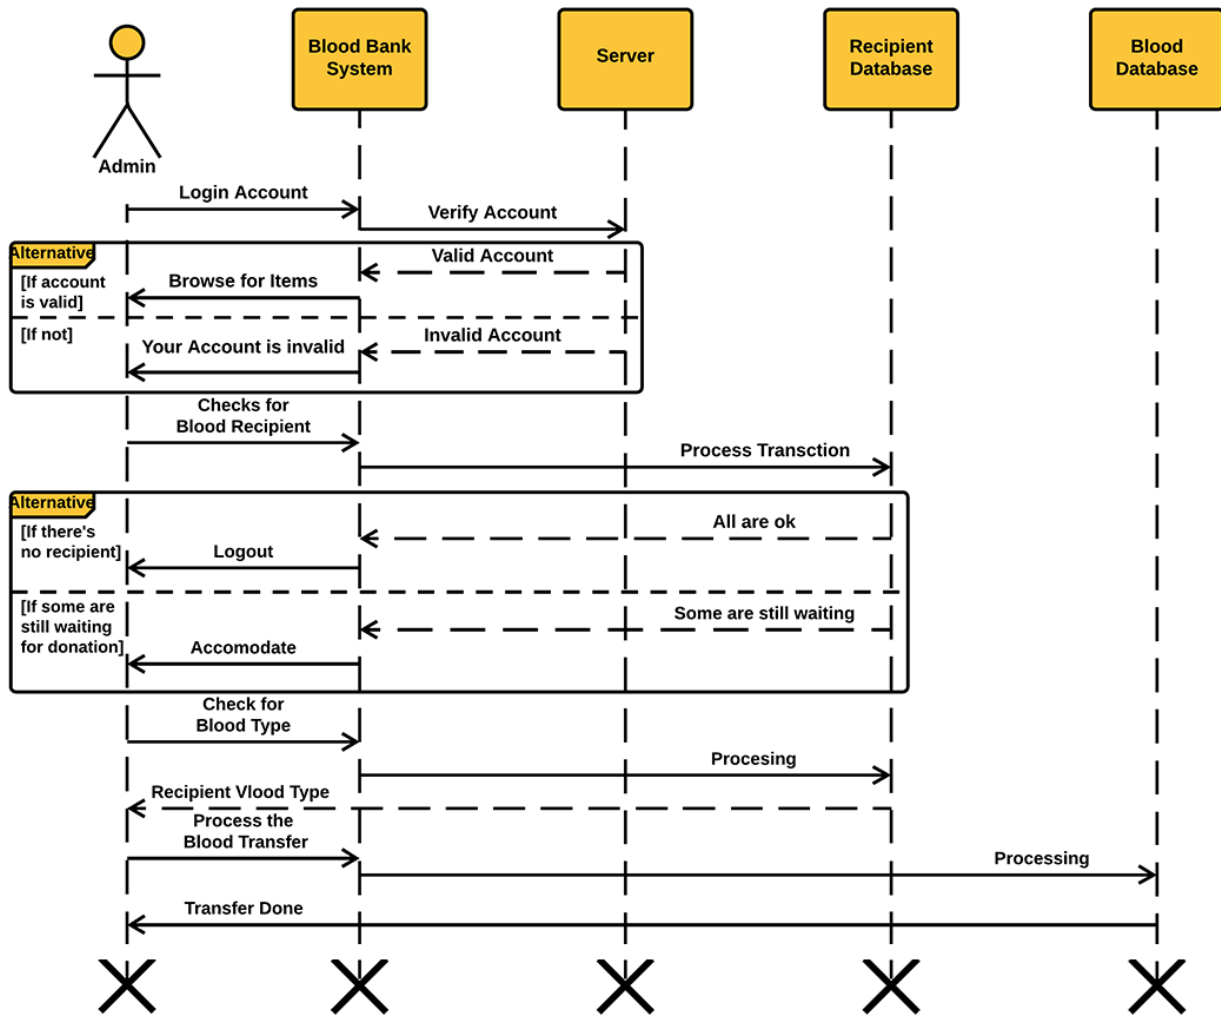 Blood Bank
System
Server
Recipient
Database
Blood
Database
Admin
Login Account
Verify Account
Alternative
Valid Account
[If account
is valid]
Browse for Items
[If not]
Invalid Account
Your Account is invalid
Checks for
Blood Recipient
Process Transction
Alternative
[If there's
no recipient]
All are ok
Logout
[If some are
still waiting
for donation]
Some are still waiting
Accomodate
Check for
Blood Type
Procesing
Recipient Vlood Type
Process the
Blood Transfer
Processing
Transfer Done